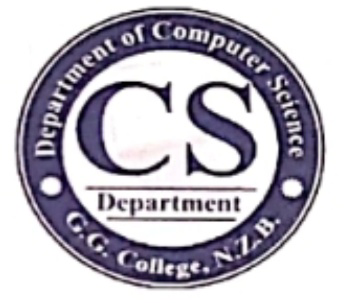 Department of Computer Science
CS
Department
G.G. College, N.Z.B.